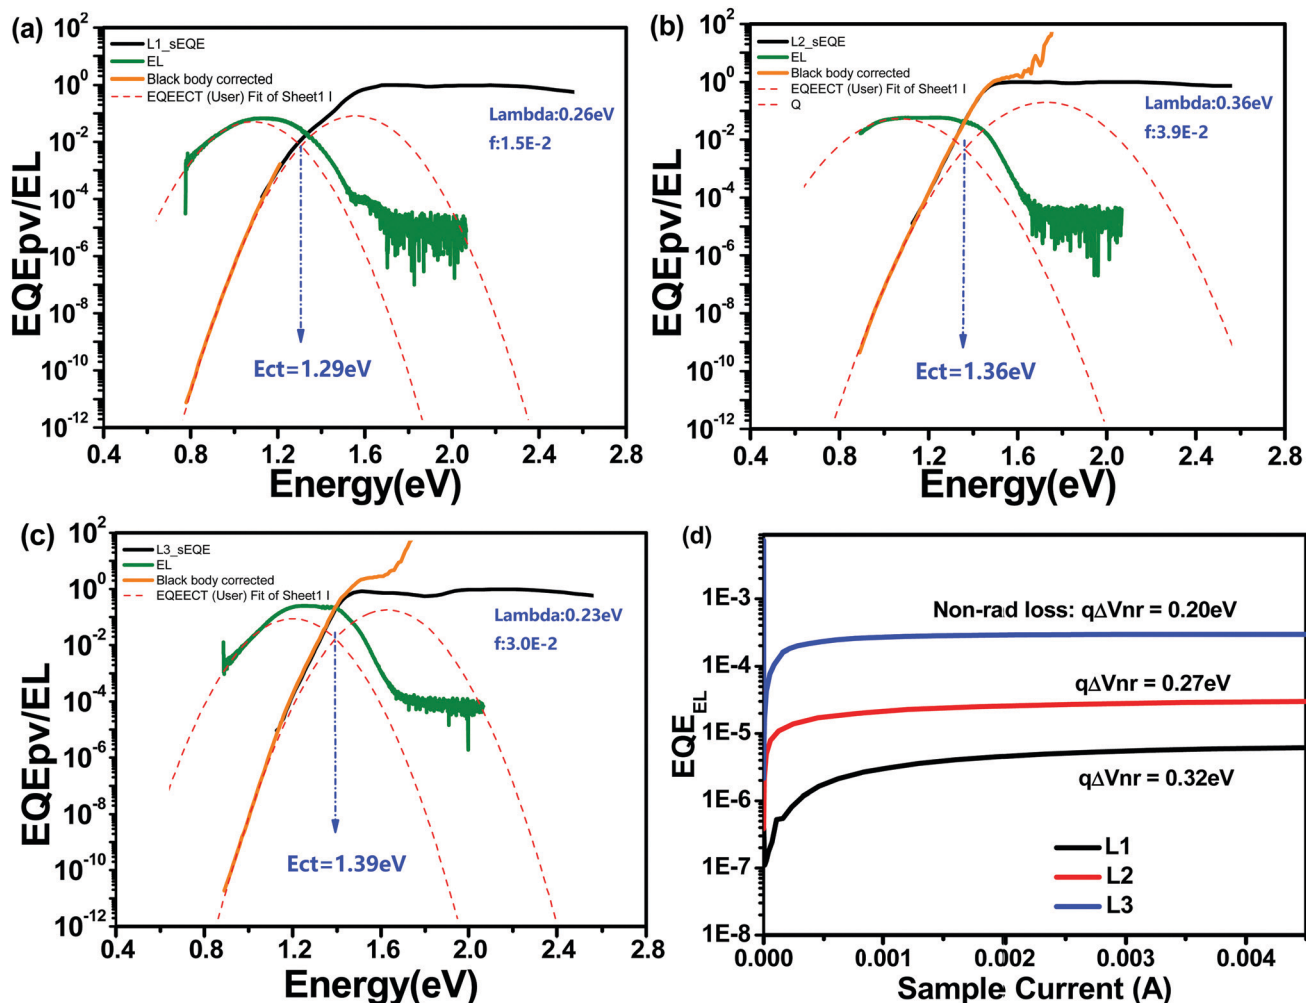 (a)
L1_sEQE
EL
Black body corrected
EQEECT (User) Fit of Sheet1 I
Lambda:0.26eV
f:1.5E-2
Ect=1.29eV
EQEpv/EL
10^2
10^0
10^-2
10^-4
10^-6
10^-8
10^-10
10^-12
0.4 0.8 1.2 1.6 2.0 2.4 2.8
Energy(eV)
(b)
L2_sEQE
EL
Black body corrected
EQEECT (User) Fit of Sheet1 I
Q
Lambda:0.36eV
f:3.9E-2
Ect=1.36eV
EQEpv/EL
10^2
10^0
10^-2
10^-4
10^-6
10^-8
10^-10
10^-12
0.4 0.8 1.2 1.6 2.0 2.4 2.8
Energy(eV)
(c)
L3_sEQE
EL
Black body corrected
EQEECT (User) Fit of Sheet1 I
Lambda:0.23eV
f:3.0E-2
Ect=1.39eV
EQEpv/EL
10^2
10^0
10^-2
10^-4
10^-6
10^-8
10^-10
10^-12
0.4 0.8 1.2 1.6 2.0 2.4 2.8
Energy(eV)
(d)
Non-rad loss: qΔVnr = 0.20eV
qΔVnr = 0.27eV
qΔVnr = 0.32eV
L1
L2
L3
EQE_EL
1E-3
1E-4
1E-5
1E-6
1E-7
1E-8
0.000 0.001 0.002 0.003 0.004
Sample Current (A)